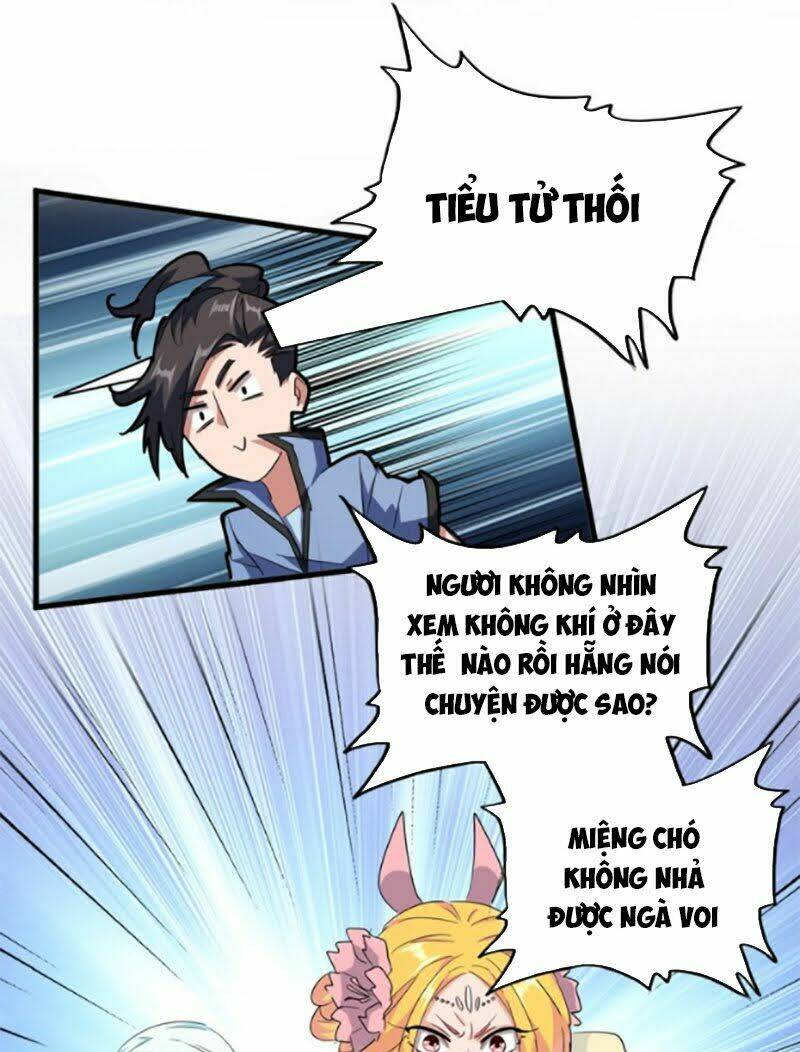 TIỂU TỬ THỐI
NGƯƠI KHÔNG NHÌN
XEM KHÔNG KHÍ Ở ĐÂY
THẾ NÀO RỒI HẴNG NÓI
CHUYỆN ĐƯỢC SAO?
MIỆNG CHÓ
KHÔNG NHẢ
ĐƯỢC NGÀ VOI